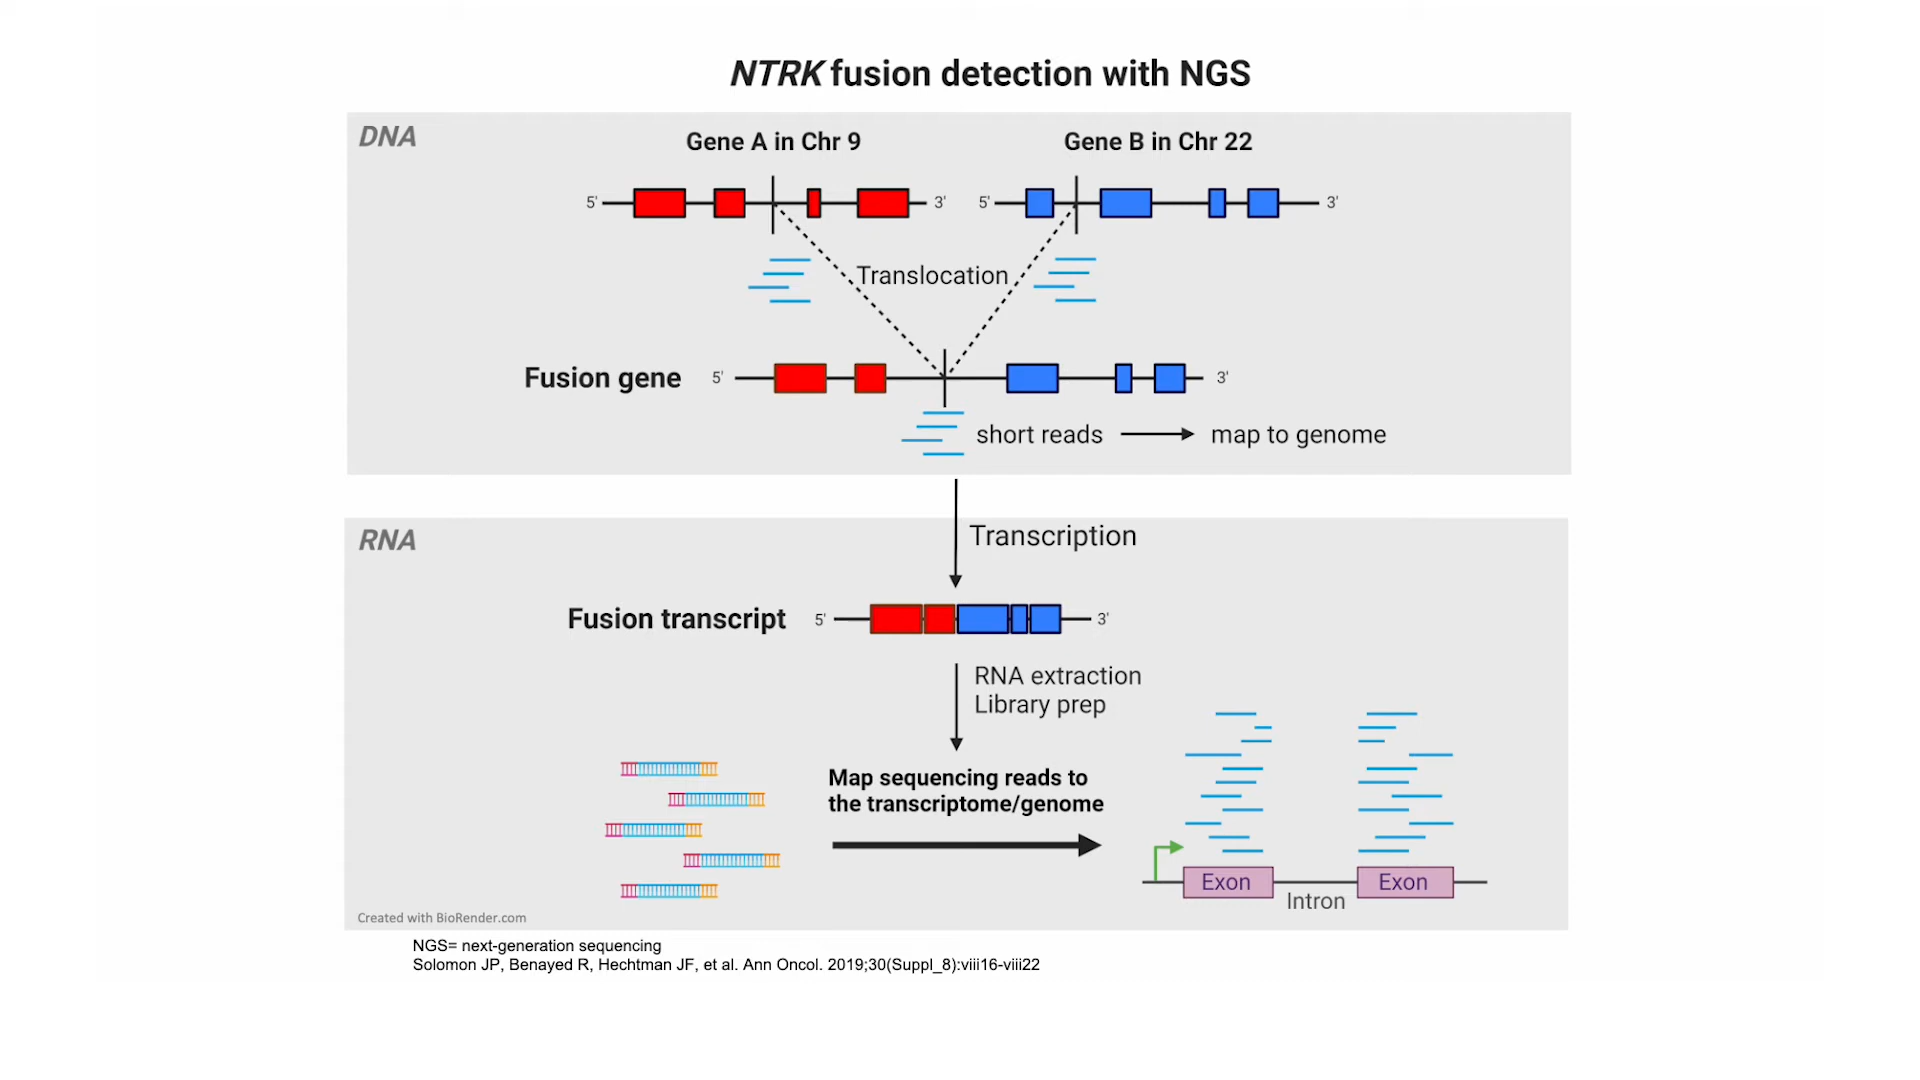 NTRK fusion detection with NGS
DNA
Gene A in Chr 9
Gene B in Chr 22
5' 3' 5' 3'
Translocation
Fusion gene 5' 3'
short reads map to genome
Transcription
RNA
Fusion transcript 5' 3'
RNA extraction
Library prep
Map sequencing reads to
the transcriptome/genome
Exon Exon
Intron
Created with BioRender.com
NGS= next-generation sequencing
Solomon JP, Benayed R, Hechtman JF, et al. Ann Oncol. 2019;30(Suppl_8):viii16-viii22